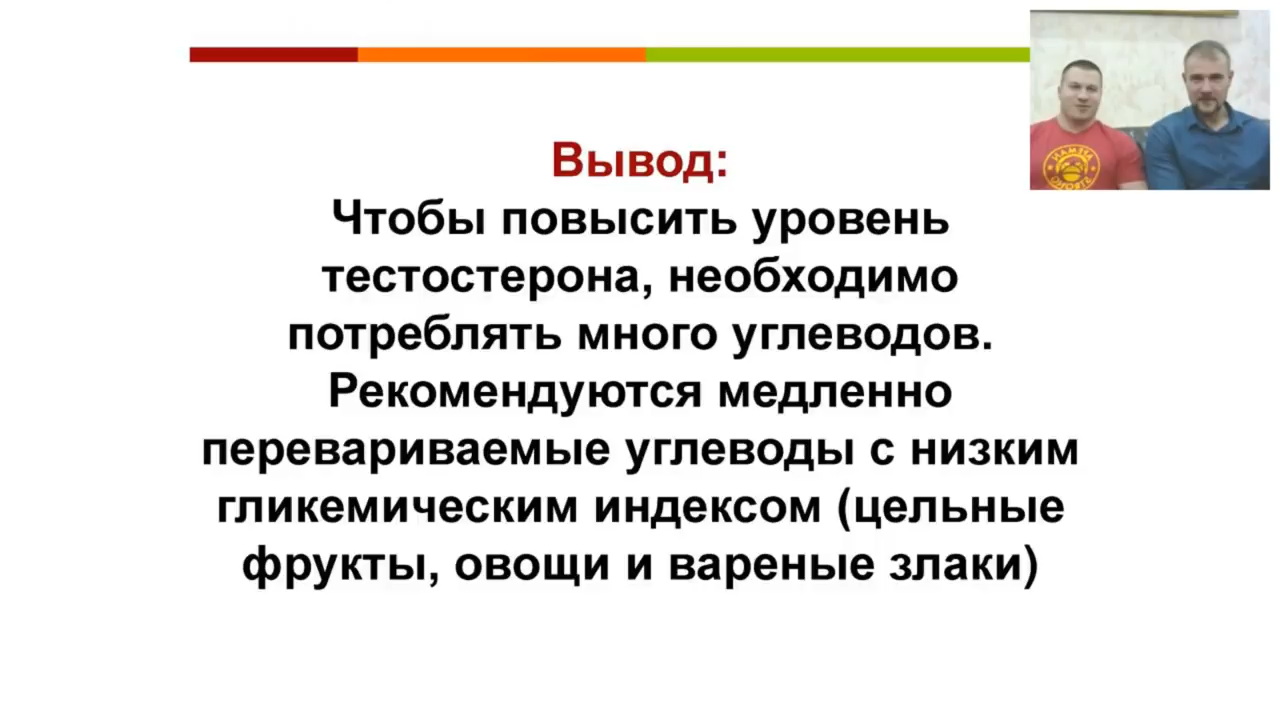 Вывод:
Чтобы повысить уровень
тестостерона, необходимо
потреблять много углеводов.
Рекомендуются медленно
перевариваемые углеводы с низким
гликемическим индексом (цельные
фрукты, овощи и вареные злаки)